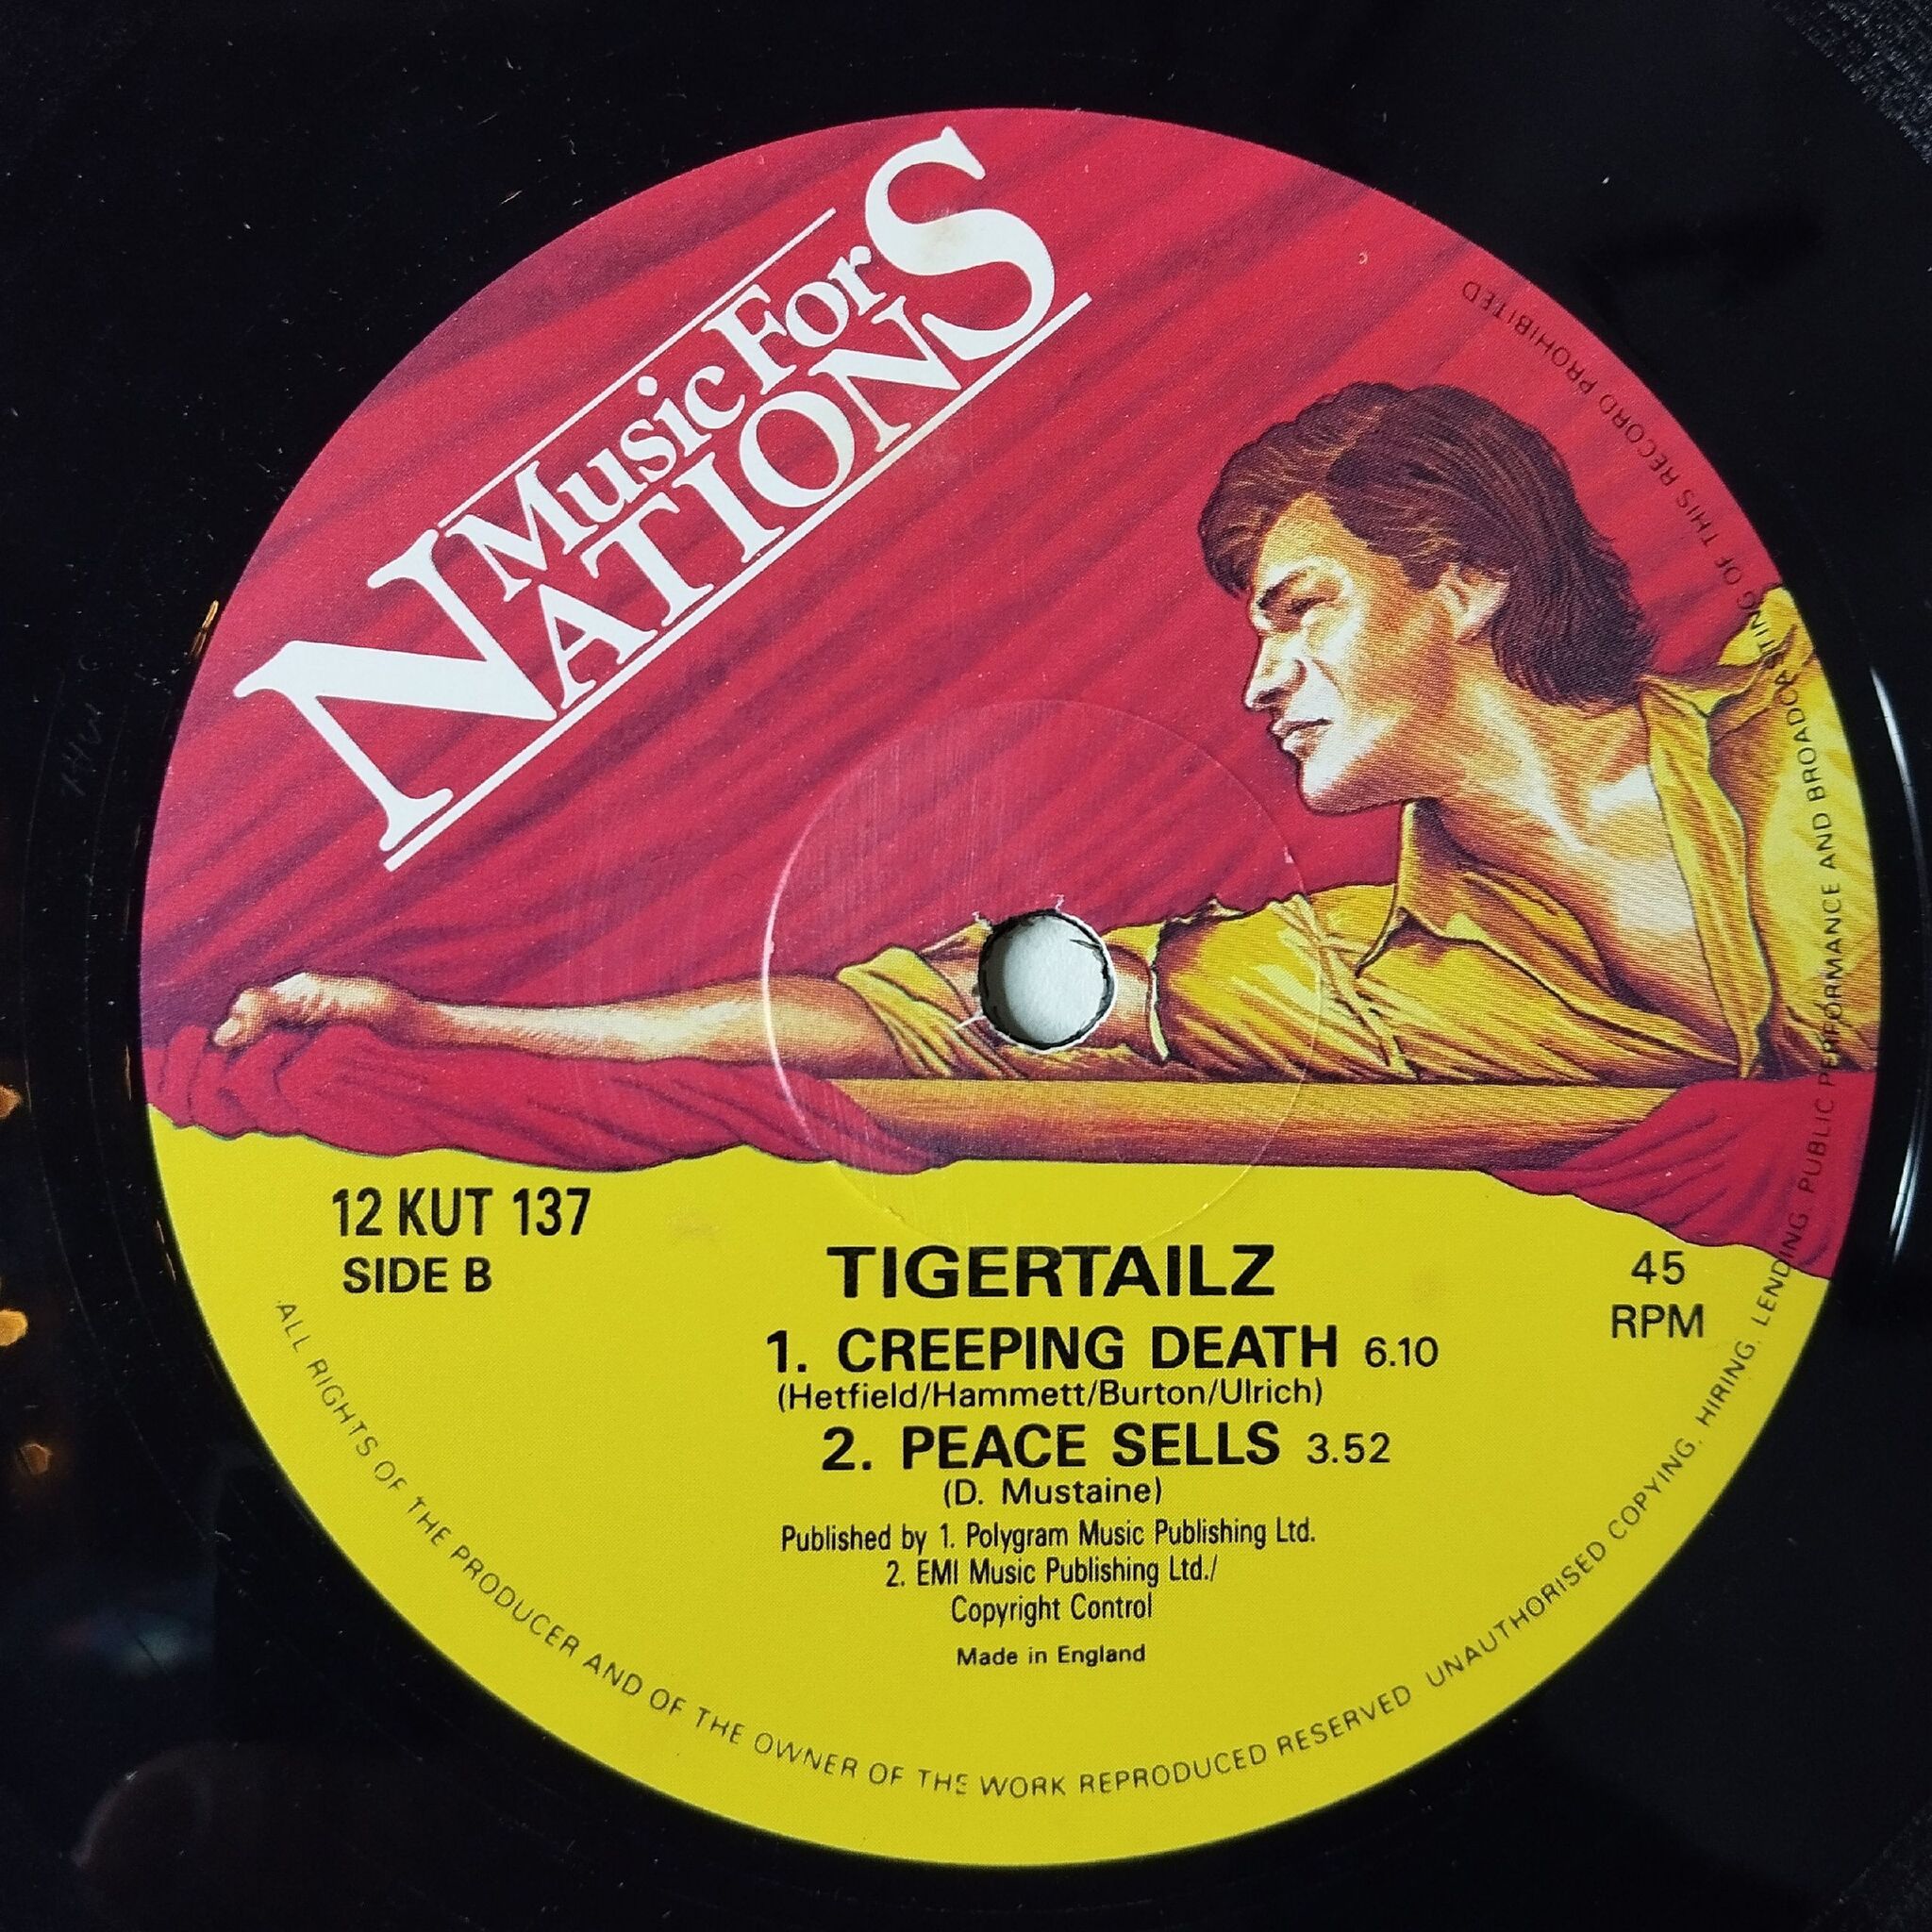 Music For
NATIONS
12 KUT 137
SIDE B
TIGERTAILZ
45
RPM
1. CREEPING DEATH 6.10
(Hetfield/Hammett/Burton/Ulrich)
2. PEACE SELLS 3.52
(D. Mustaine)
Published by 1. Polygram Music Publishing Ltd.
2. EMI Music Publishing Ltd./
Copyright Control
Made in England
ALL RIGHTS OF THE PRODUCER AND OF THE OWNER OF THE WORK REPRODUCED RESERVED UNAUTHORISED COPYING, HIRING, LENDING, PUBLIC PERFORMANCE AND BROADCASTING OF THIS RECORD PROHIBITED